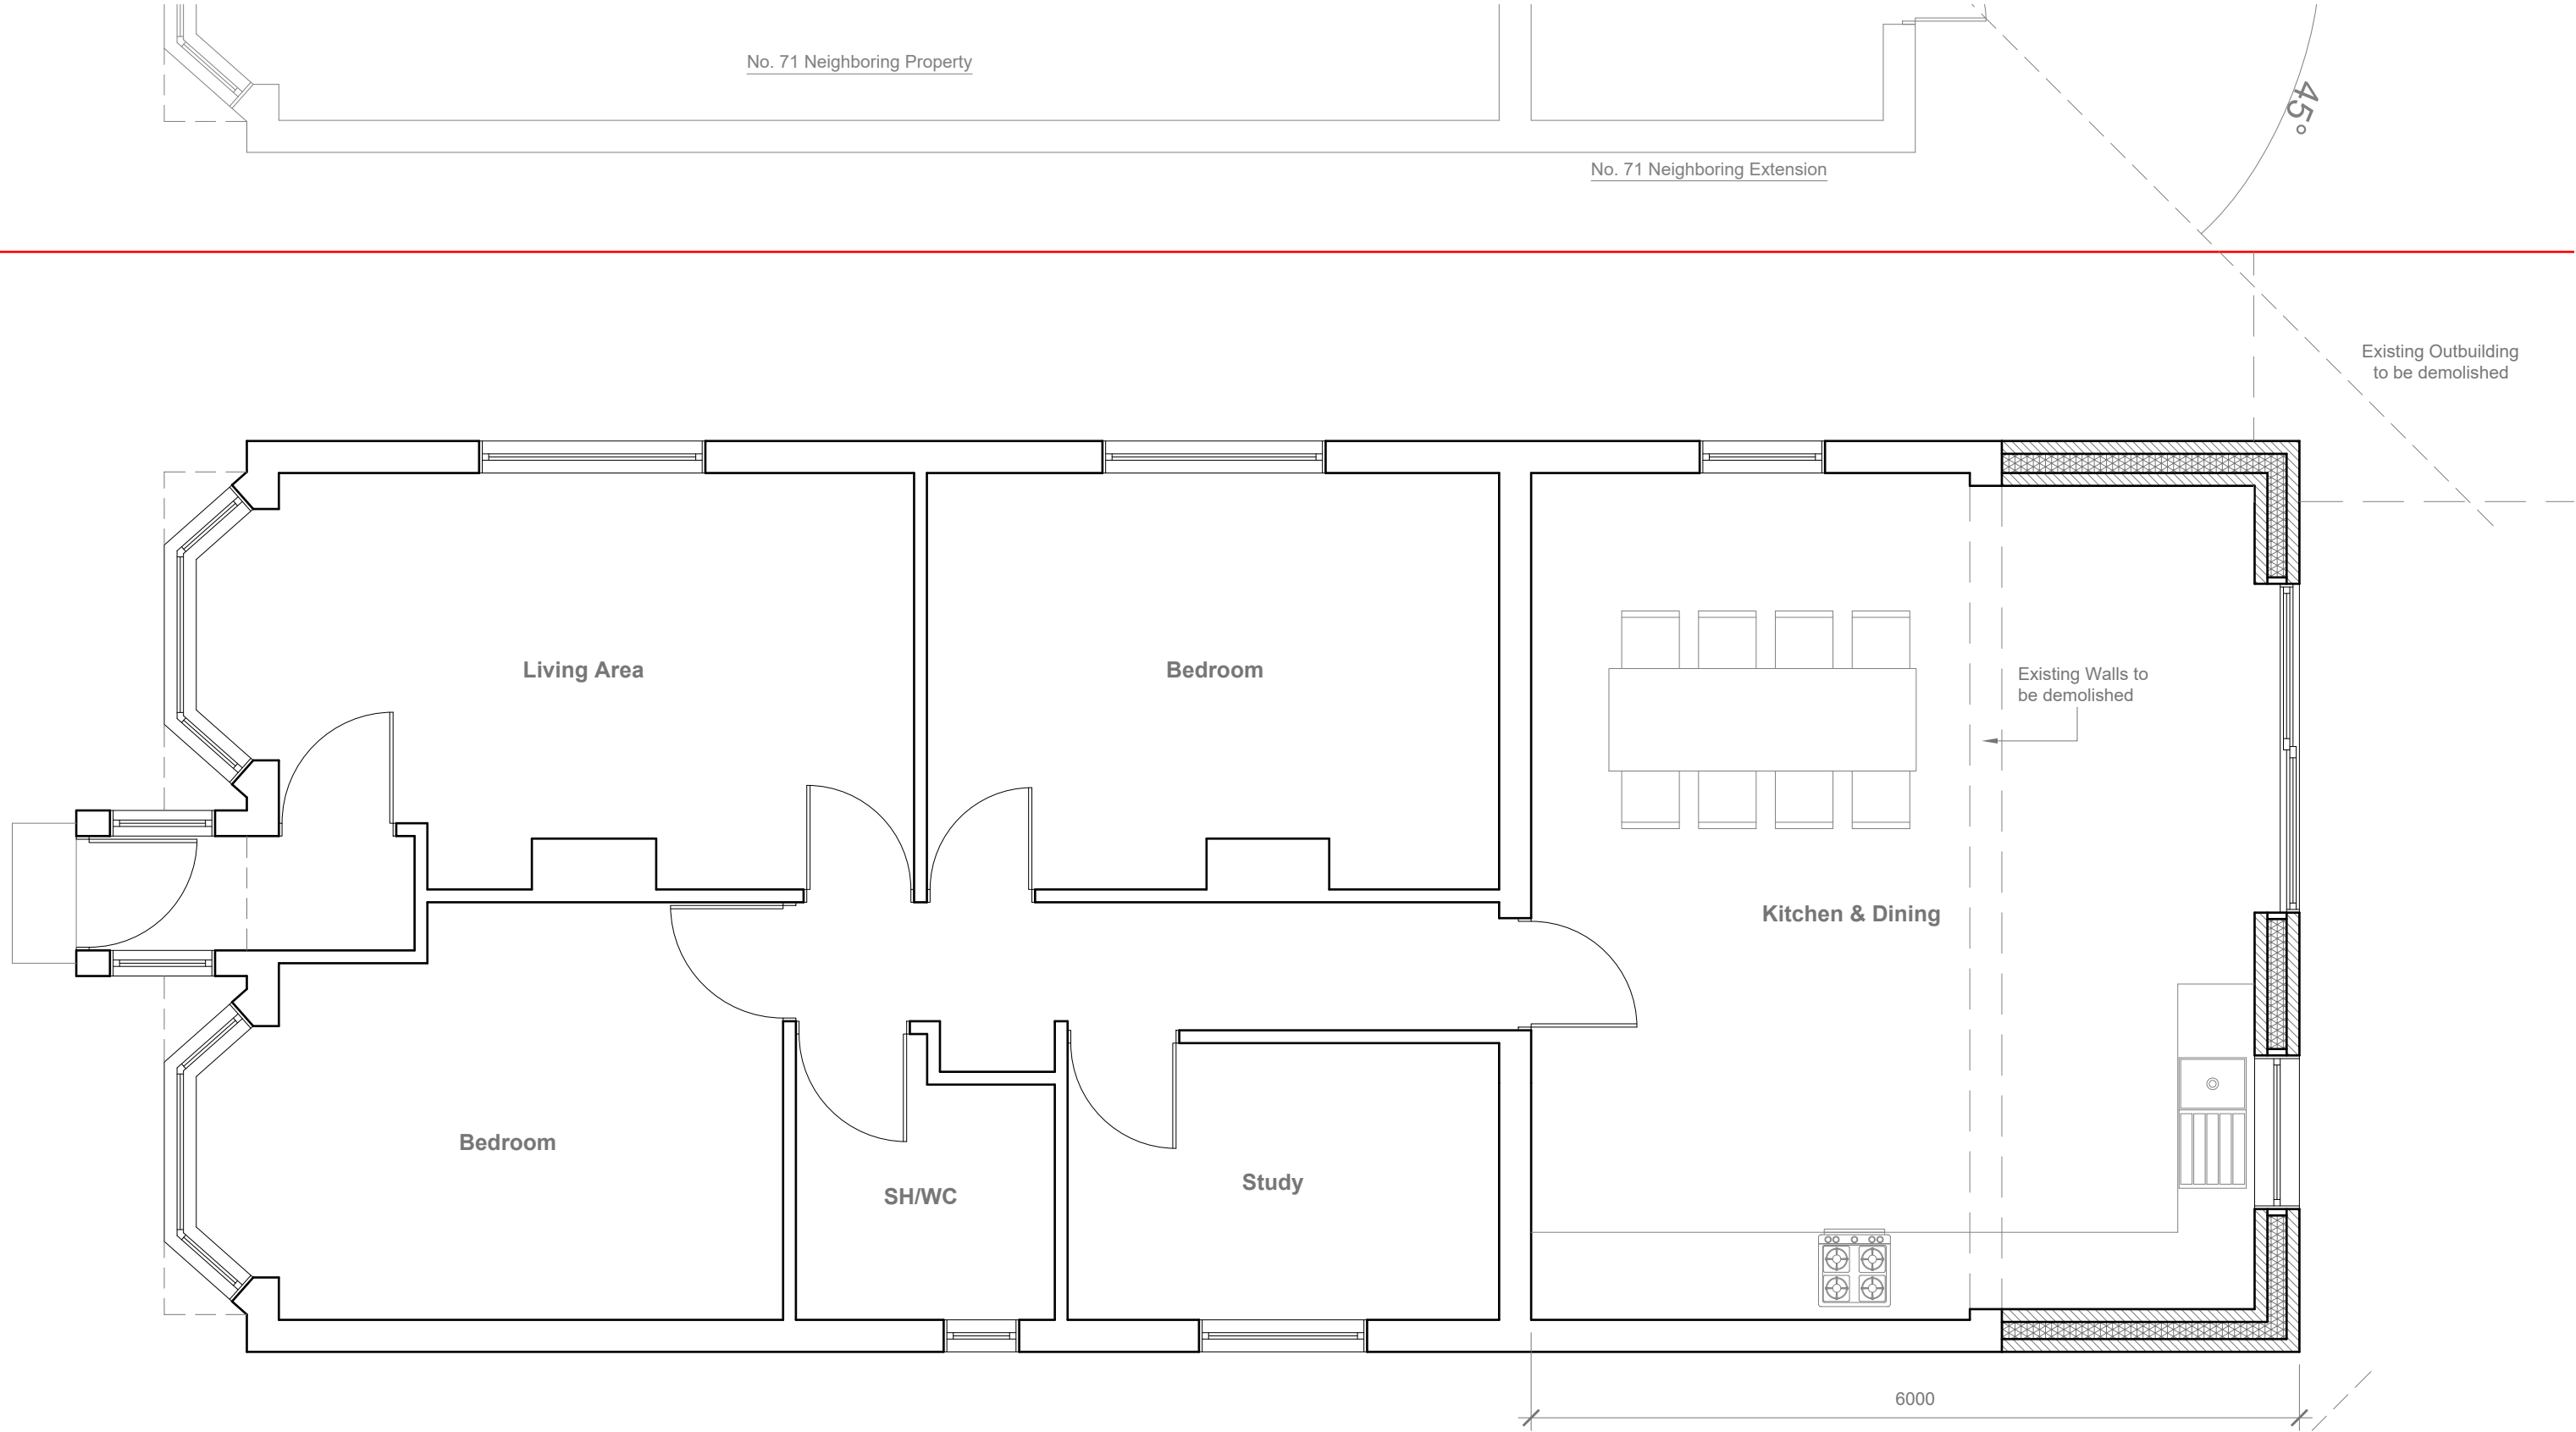 No. 71 Neighboring Property
45°
No. 71 Neighboring Extension
Existing Outbuilding
to be demolished
Living Area
Bedroom
Existing Walls to
be demolished
Kitchen & Dining
Bedroom
SH/WC
Study
6000